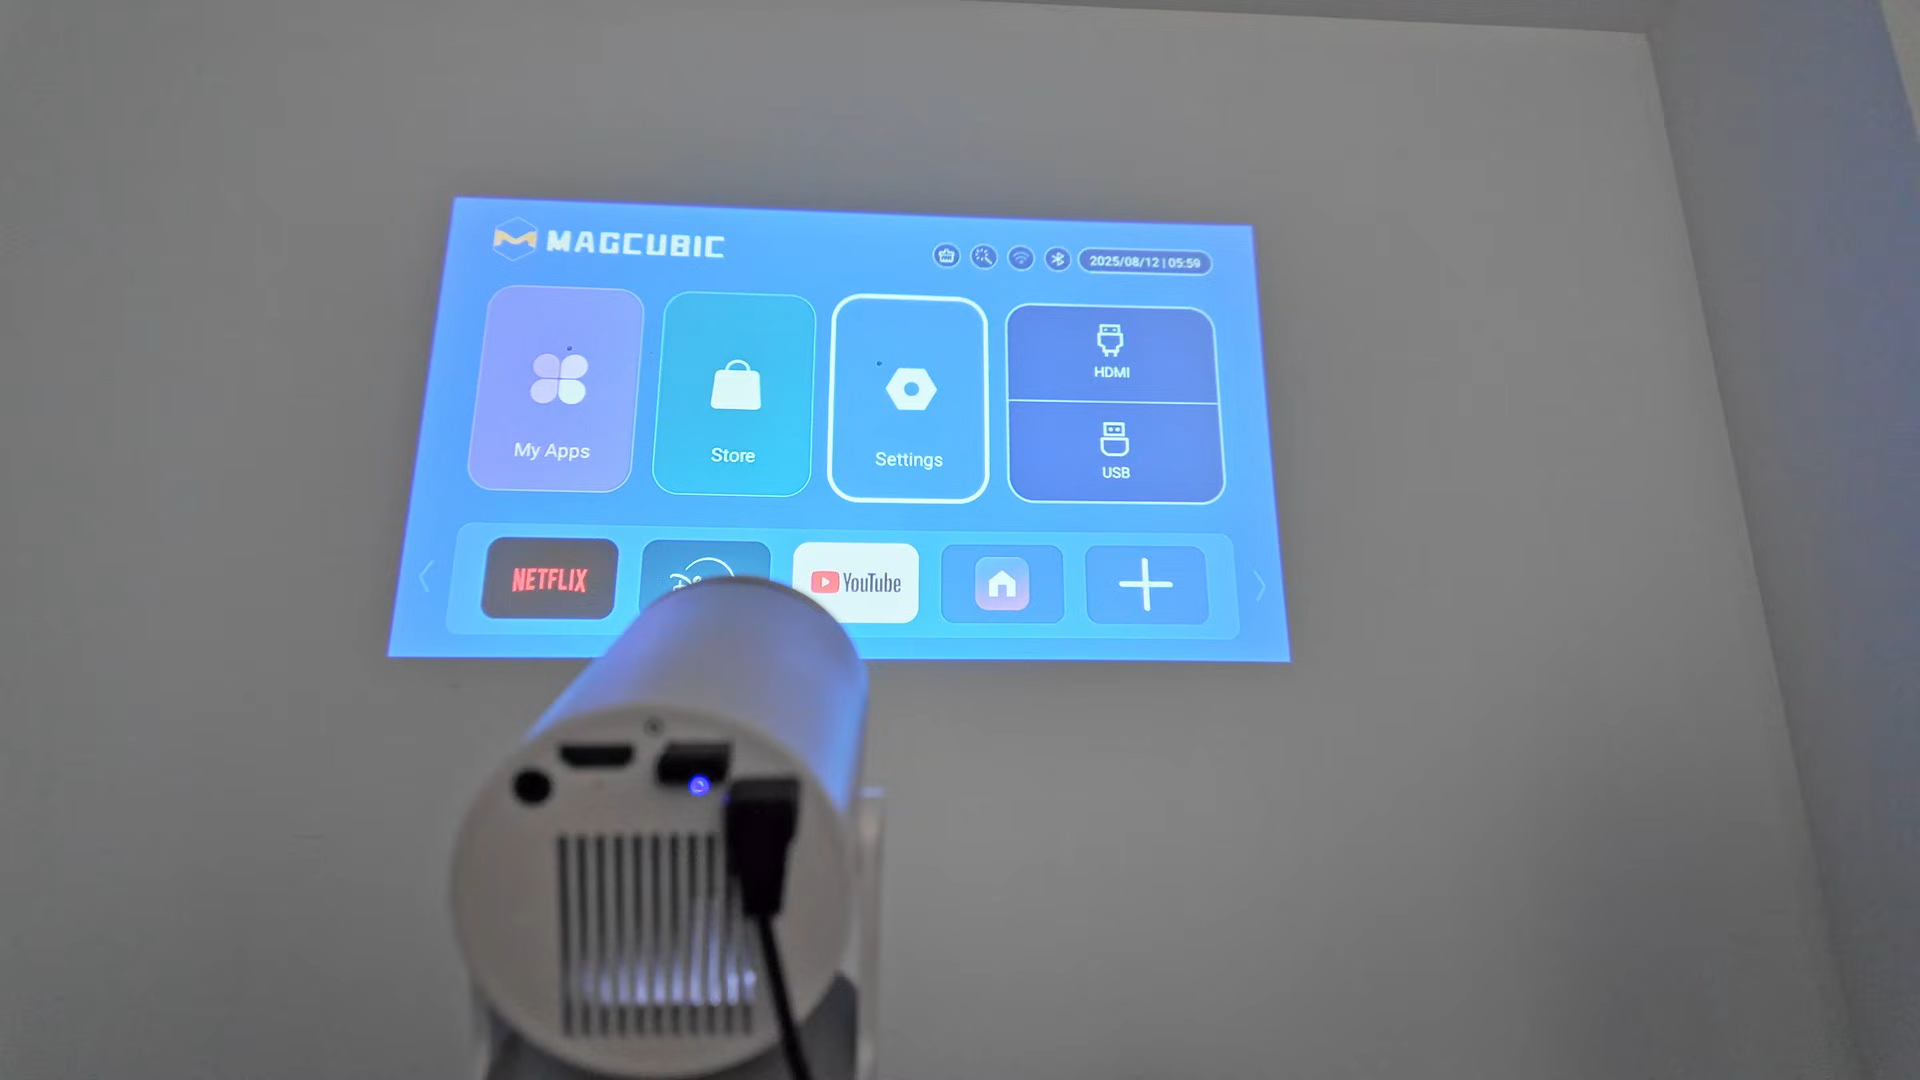 MAGCUBIC
2025/08/12 | 05:59
My Apps
Store
Settings
HDMI
USB
NETFLIX
YouTube